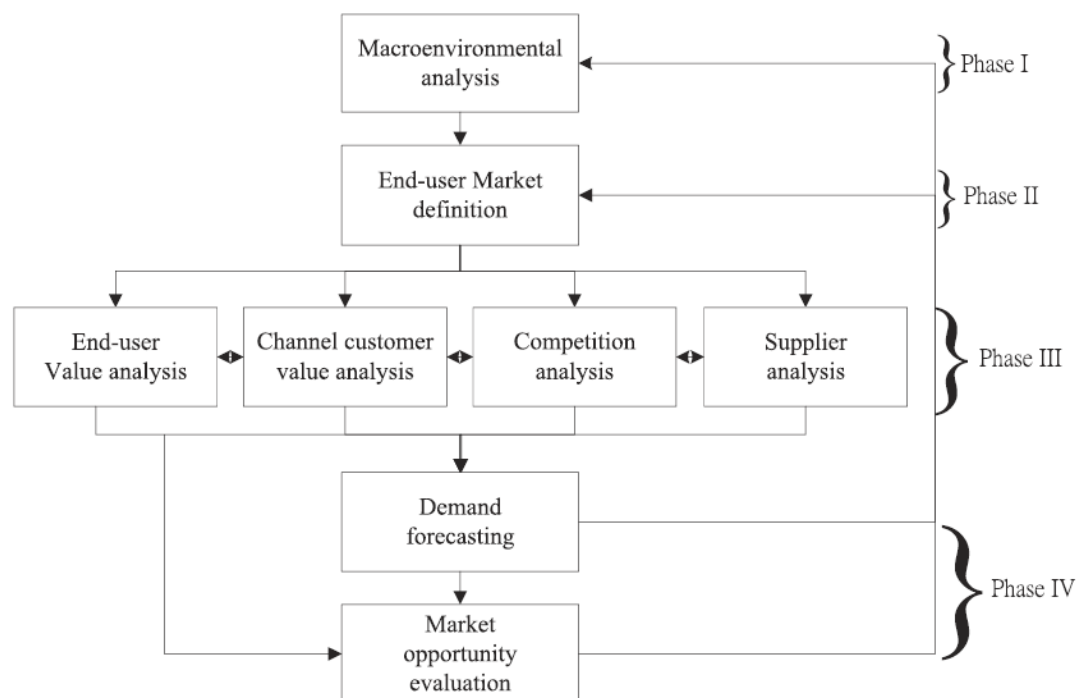 Macroenvironmental
analysis
Phase I
End-user Market
definition
Phase II
End-user
Value analysis
Channel customer
value analysis
Competition
analysis
Supplier
analysis
Phase III
Demand
forecasting
Phase IV
Market
opportunity
evaluation